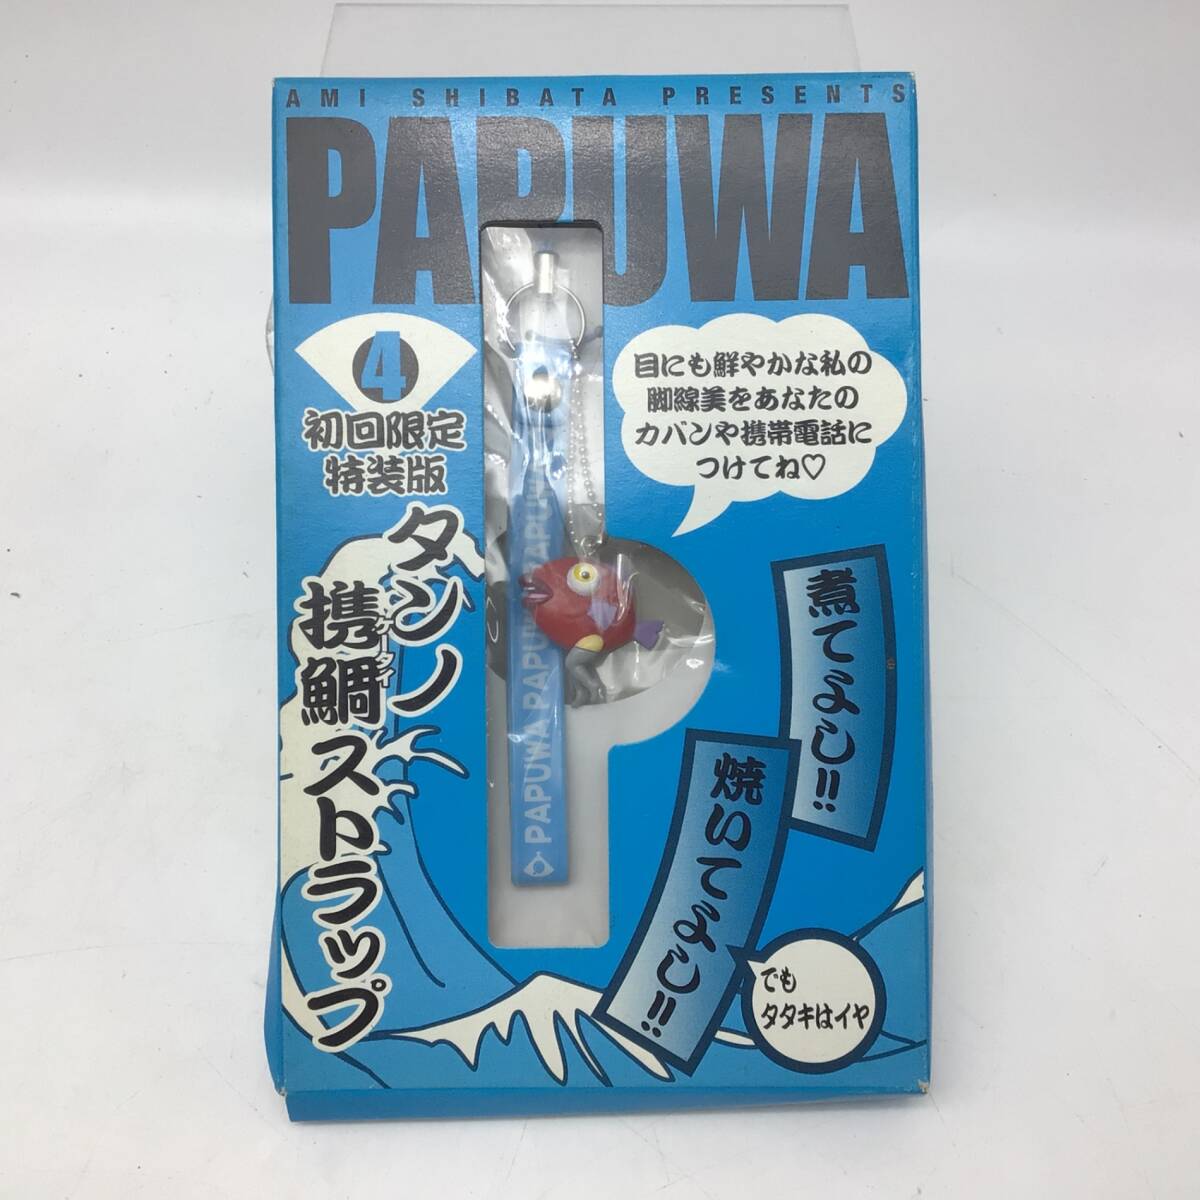 AMI SHIBATA PRESENTS
PAPUWA
4
初回限定
特装版
目にも鮮やかな私の
脚線美をあなたの
カバンや携帯電話に
つけてね♡
タンノ
携鯛ストラップ
ケータイ
煮てよし!!
焼いてよし!!
でも
タタキはイヤ
PAPUWA PAPUWA PAPUWA